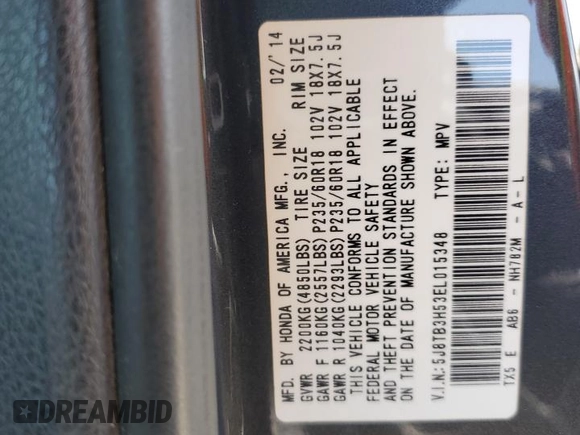 MFD. BY HONDA OF AMERICA MFG., INC. 02/'14
GVWR 2200KG(4850LBS) TIRE SIZE RIM SIZE
GAWR F 1160KG(2557LBS) P235/60R18 102V 18X7.5J
GAWR R 1040KG(2293LBS) P235/60R18 102V 18X7.5J
THIS VEHICLE CONFORMS TO ALL APPLICABLE
FEDERAL MOTOR VEHICLE SAFETY
AND THEFT PREVENTION STANDARDS IN EFFECT
ON THE DATE OF MANUFACTURE SHOWN ABOVE.
V.I.N.:5J8TB3H53EL015348 TYPE: MPV
TX5 E AB6 - NH782M - A - L
DREAMBID